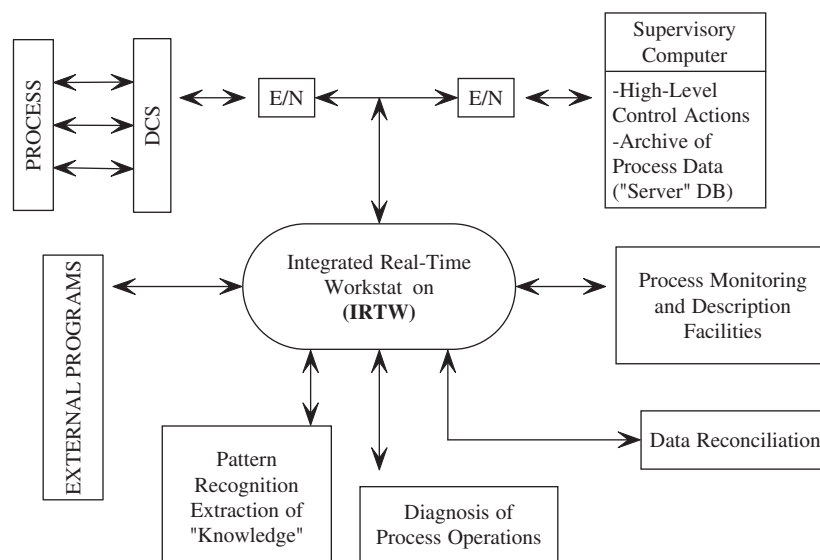 PROCESS
DCS
E/N
E/N
Supervisory
Computer
-High-Level
Control Actions
-Archive of
Process Data
("Server" DB)
Integrated Real-Time
Workstat on
(IRTW)
EXTERNAL PROGRAMS
Process Monitoring
and Description
Facilities
Data Reconciliation
Pattern
Recognition
Extraction of
"Knowledge"
Diagnosis of
Process Operations